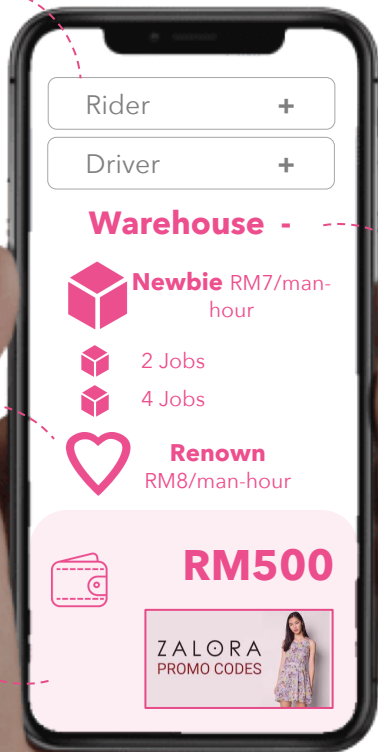 Rider +
Driver +
Warehouse -
Newbie RM7/man-
hour
2 Jobs
4 Jobs
Renown
RM8/man-hour
RM500
ZALORA
PROMO CODES